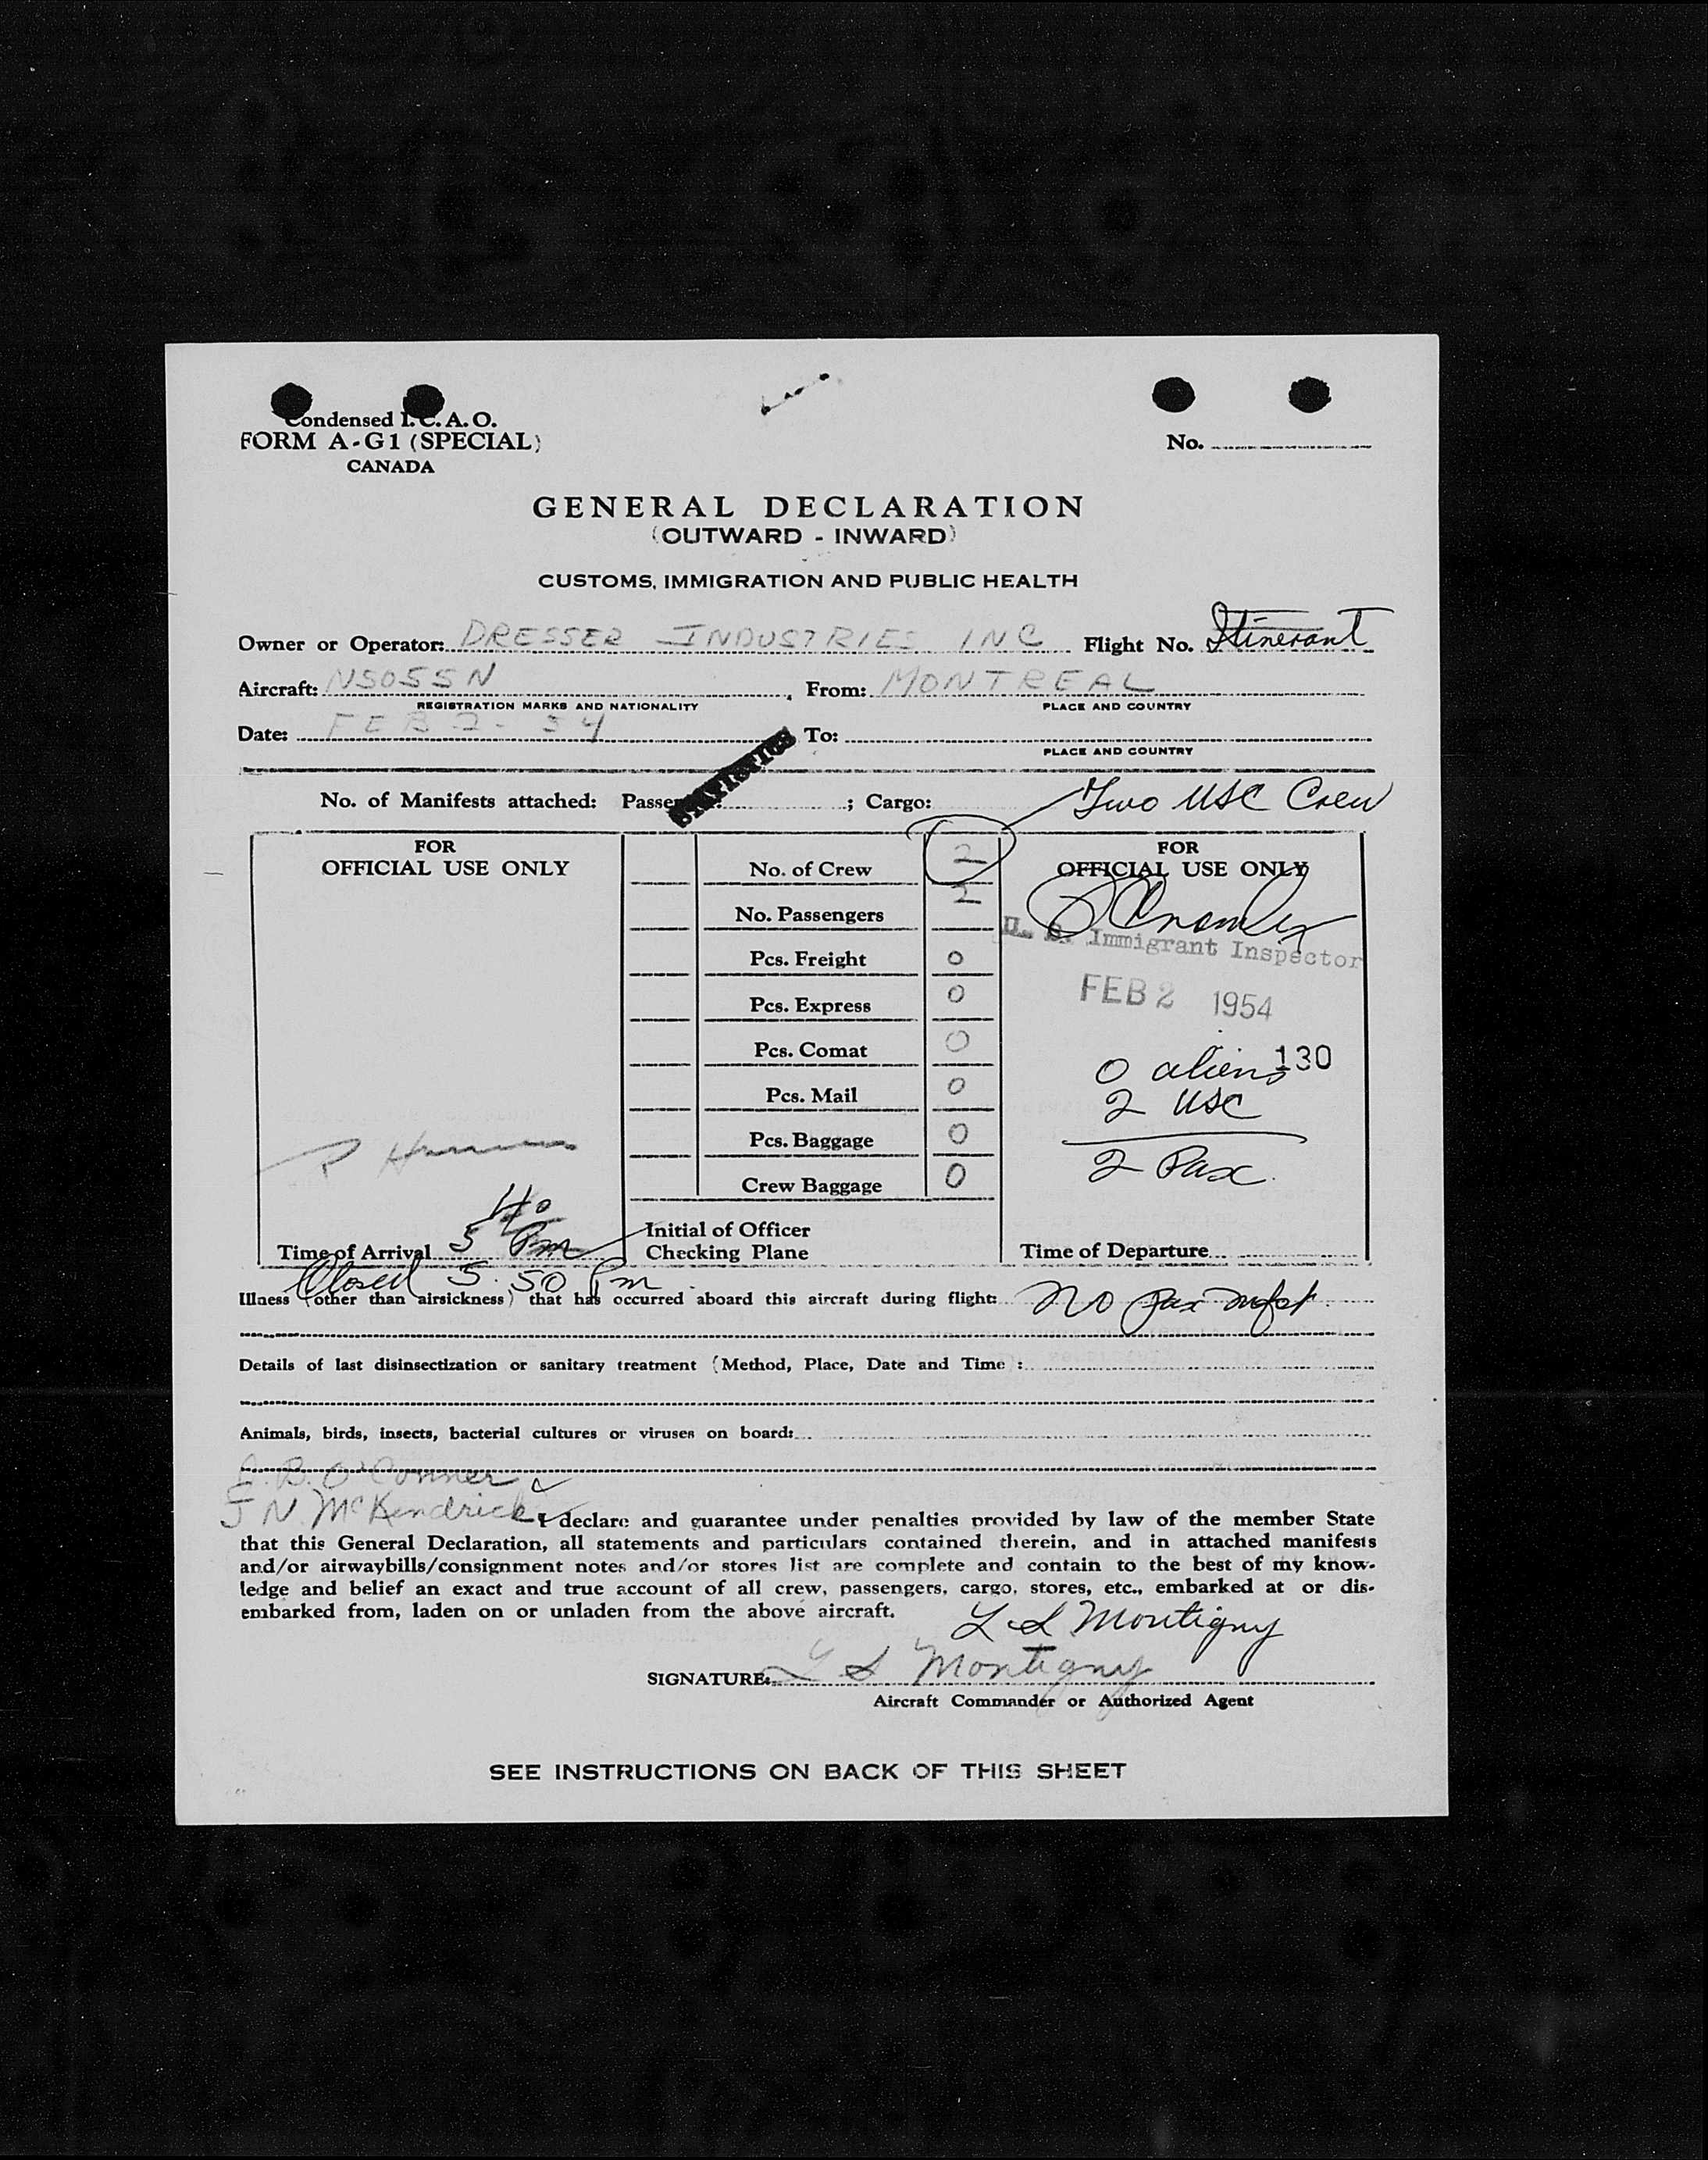 Condensed I.C.A.O.
FORM A-G1 (SPECIAL)
CANADA
No.
GENERAL DECLARATION
(OUTWARD - INWARD)
CUSTOMS, IMMIGRATION AND PUBLIC HEALTH
Owner or Operator: DRESSER INDUSTRIES INC Flight No. Itinerant
Aircraft: N5055N From: MONTREAL
REGISTRATION MARKS AND NATIONALITY PLACE AND COUNTRY
Date: FEB 2 - 54 To:
PLACE AND COUNTRY
STATISTICS
No. of Manifests attached: Passe ; Cargo: Two USC Crew
FOR
OFFICIAL USE ONLY
No. of Crew 2
No. Passengers 2
Pcs. Freight 0
Pcs. Express 0
Pcs. Comat 0
Pcs. Mail 0
Pcs. Baggage 0
Crew Baggage 0
Initial of Officer
Checking Plane
FOR
OFFICIAL USE ONLY
U. S. Immigrant Inspector
FEB 2 1954
130
0 aliens
2 USC
2 Pax
Time of Arrival 5 40 Pm
Time of Departure
Closed 5.50 Pm
Illness (other than airsickness) that has occurred aboard this aircraft during flight: No Pax mfst
Details of last disinsectization or sanitary treatment (Method, Place, Date and Time):
Animals, birds, insects, bacterial cultures or viruses on board:
B. O'Conner
J N. McKendrick
I declare and guarantee under penalties provided by law of the member State
that this General Declaration, all statements and particulars contained therein, and in attached manifests
and/or airwaybills/consignment notes and/or stores list are complete and contain to the best of my know-
ledge and belief an exact and true account of all crew, passengers, cargo, stores, etc., embarked at or dis-
embarked from, laden on or unladen from the above aircraft.
L S Montigny
SIGNATURE: L S Montigny
Aircraft Commander or Authorized Agent
SEE INSTRUCTIONS ON BACK OF THIS SHEET